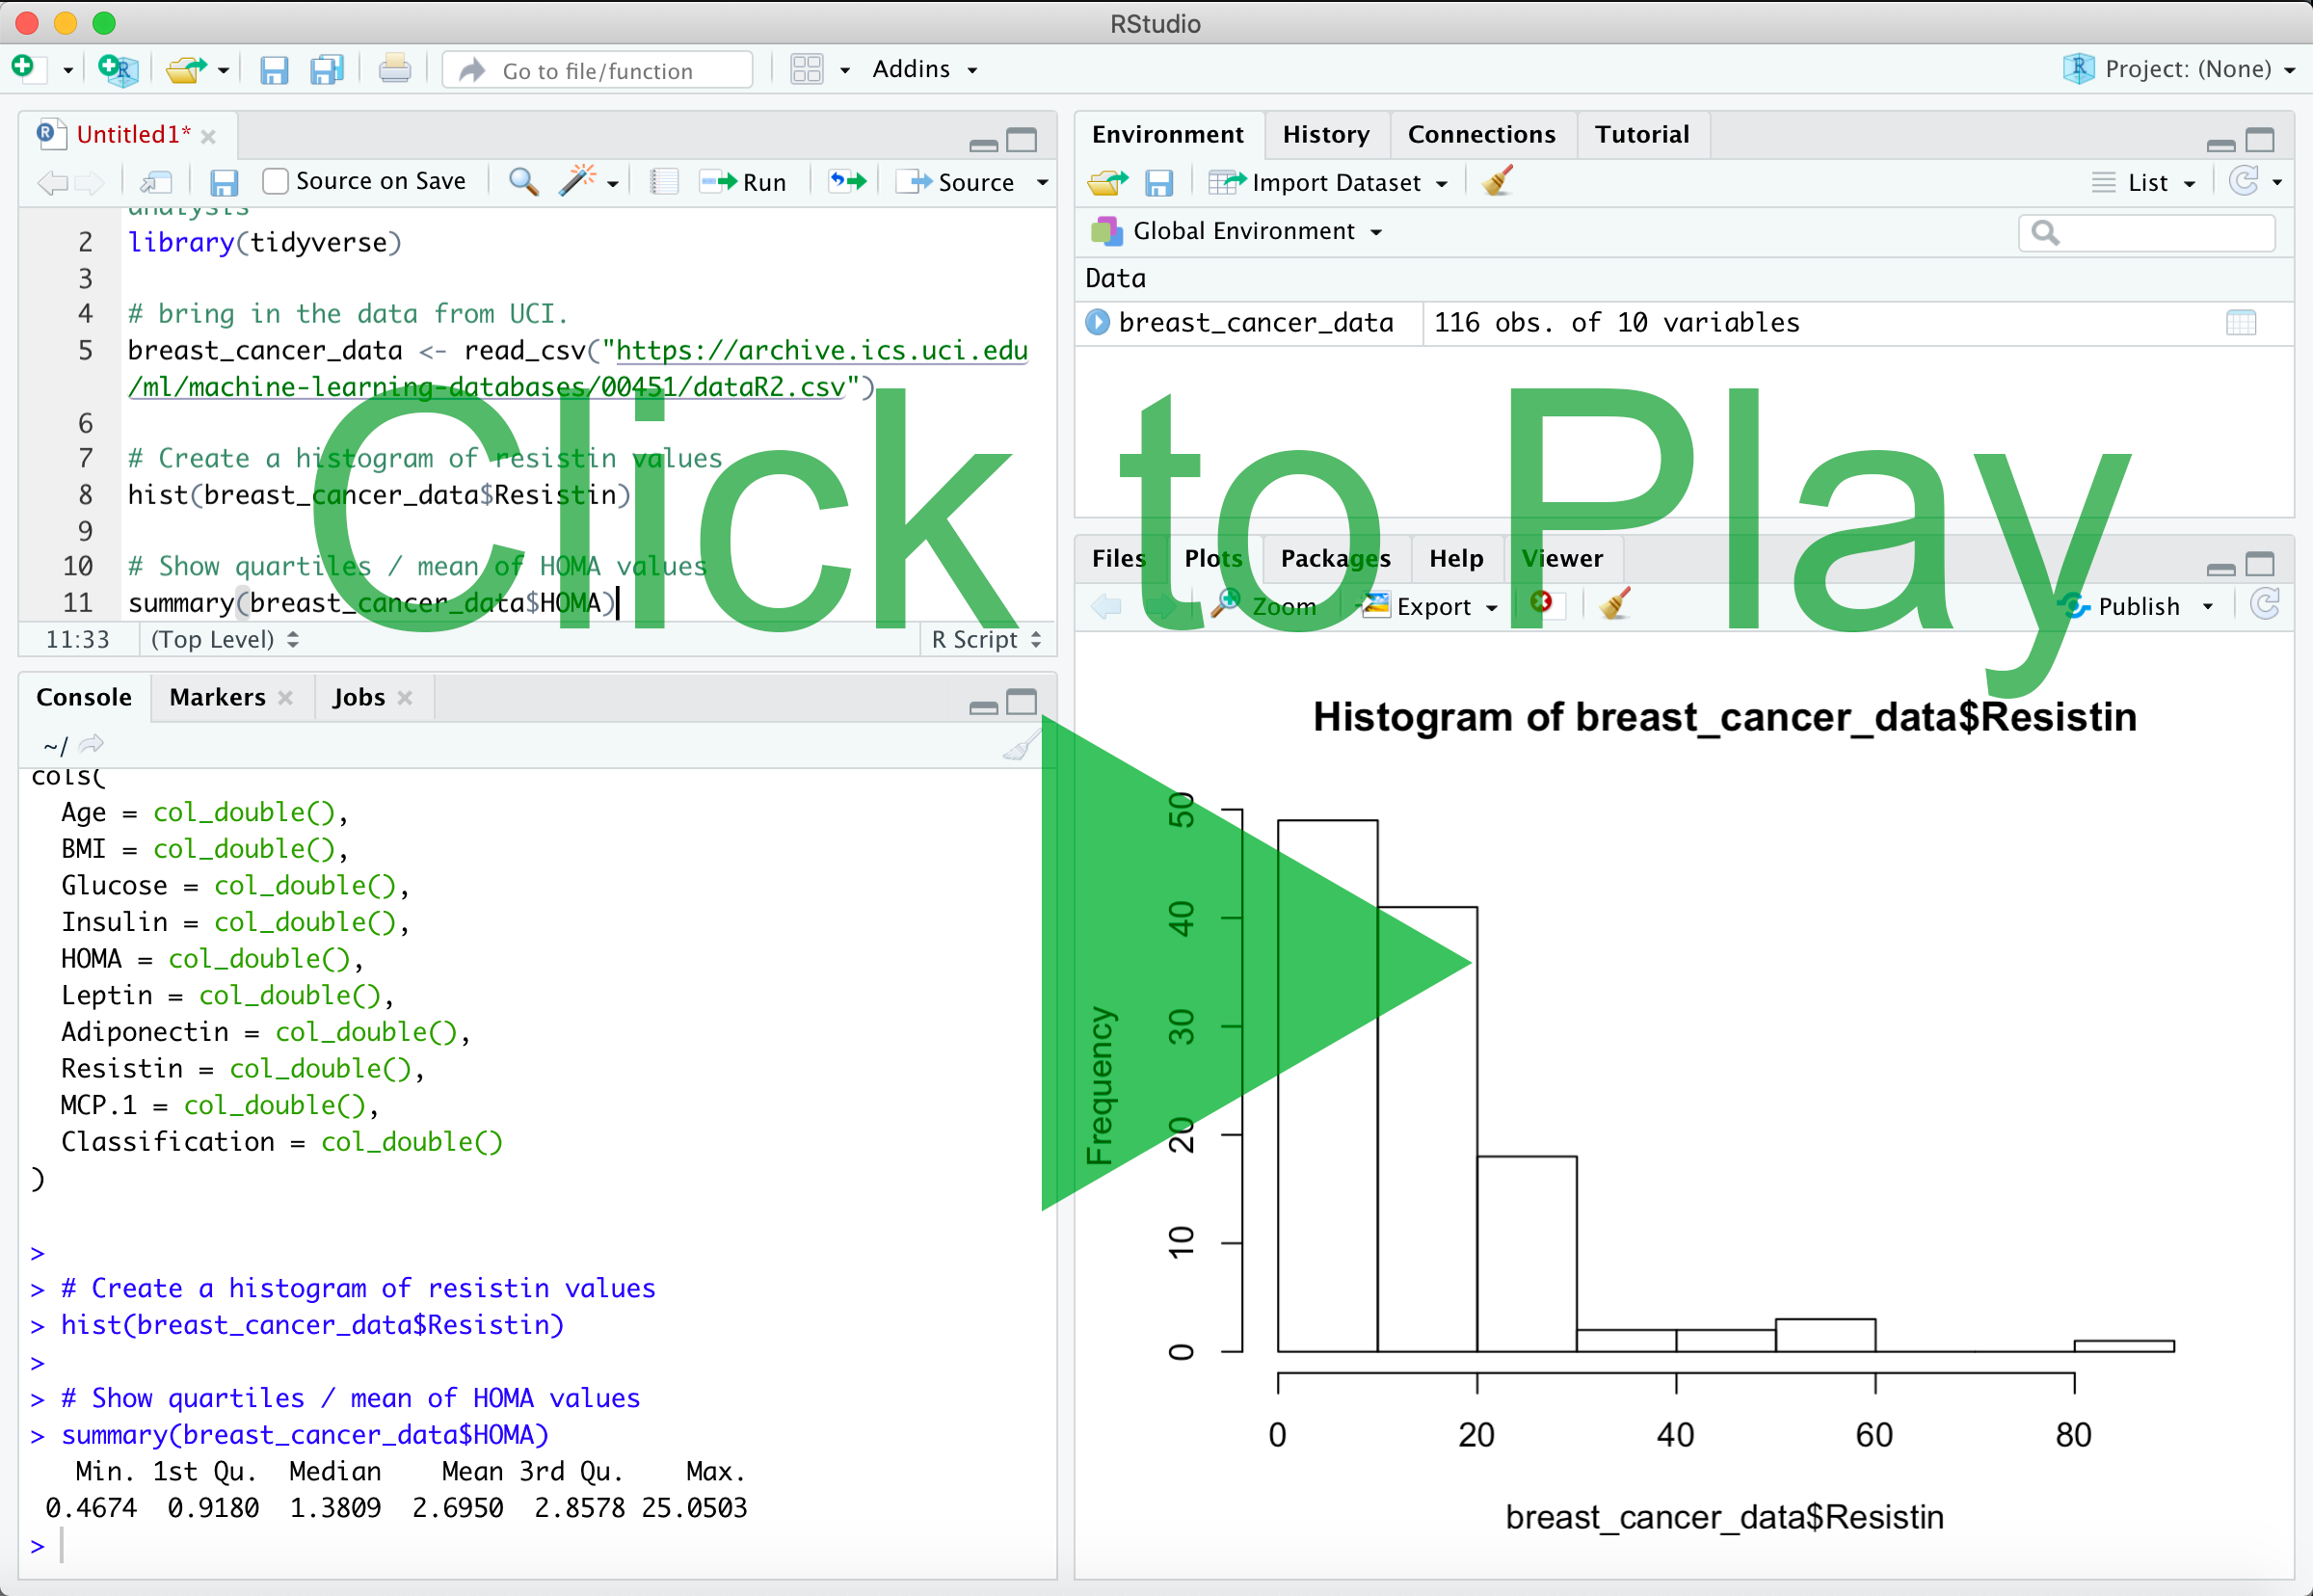 RStudio
Go to file/function
Addins
Project: (None)
Untitled1*
Source on Save
Run
Source
analysis
2 library(tidyverse)
3
4 # bring in the data from UCI.
5 breast_cancer_data <- read_csv("https://archive.ics.uci.edu
/ml/machine-learning-databases/00451/dataR2.csv")
6
7 # Create a histogram of resistin values
8 hist(breast_cancer_data$Resistin)
9
10 # Show quartiles / mean of HOMA values
11 summary(breast_cancer_data$HOMA)
11:33 (Top Level) R Script
Console Markers Jobs
~/
cols(
Age = col_double(),
BMI = col_double(),
Glucose = col_double(),
Insulin = col_double(),
HOMA = col_double(),
Leptin = col_double(),
Adiponectin = col_double(),
Resistin = col_double(),
MCP.1 = col_double(),
Classification = col_double()
)
>
> # Create a histogram of resistin values
> hist(breast_cancer_data$Resistin)
>
> # Show quartiles / mean of HOMA values
> summary(breast_cancer_data$HOMA)
Min. 1st Qu. Median Mean 3rd Qu. Max.
0.4674 0.9180 1.3809 2.6950 2.8578 25.0503
>
Environment History Connections Tutorial
Import Dataset
List
Global Environment
Data
breast_cancer_data 116 obs. of 10 variables
Files Plots Packages Help Viewer
Zoom Export Publish
Click to Play
Histogram of breast_cancer_data$Resistin
Frequency
50
40
30
20
10
0
0 20 40 60 80
breast_cancer_data$Resistin